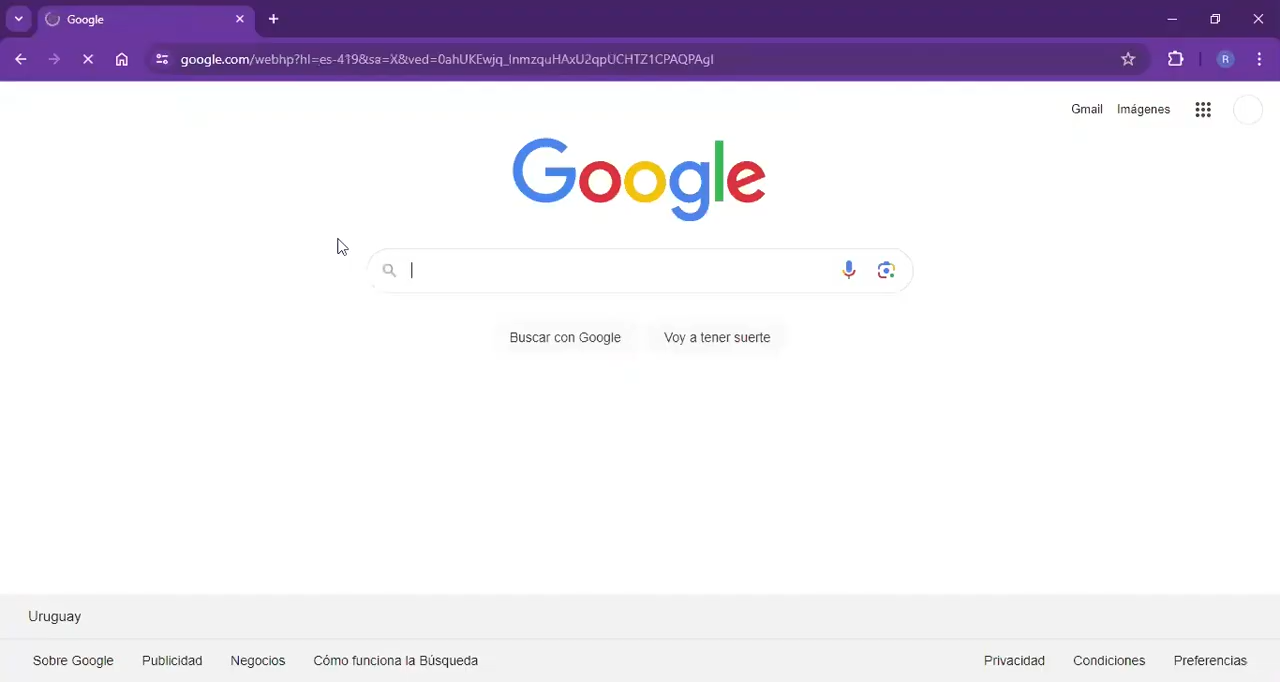 Google
google.com/webhp?hl=es-419&sa=X&ved=0ahUKEwjq_lnmzquHAxU2qpUCHTZ1CPAQPAgI
R
Gmail Imágenes
Google
Buscar con Google Voy a tener suerte
Uruguay
Sobre Google Publicidad Negocios Cómo funciona la Búsqueda Privacidad Condiciones Preferencias